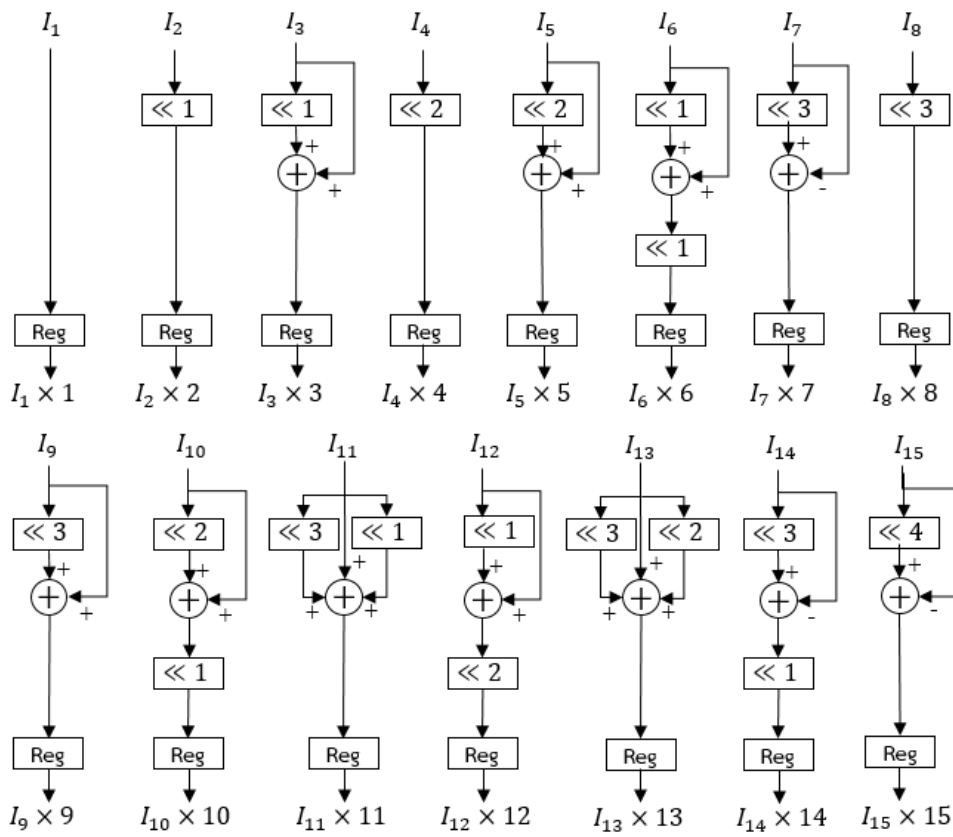 I₁ I₂ I₃ I₄ I₅ I₆ I₇ I₈
≪ 1 ≪ 1 ≪ 2 ≪ 2 ≪ 1 ≪ 3 ≪ 3
+ + + +
+ + + -
≪ 1
Reg Reg Reg Reg Reg Reg Reg Reg
I₁ × 1 I₂ × 2 I₃ × 3 I₄ × 4 I₅ × 5 I₆ × 6 I₇ × 7 I₈ × 8
I₉ I₁₀ I₁₁ I₁₂ I₁₃ I₁₄ I₁₅
≪ 3 ≪ 2 ≪ 3 ≪ 1 ≪ 1 ≪ 3 ≪ 2 ≪ 3 ≪ 4
+ + + + + + +
+ + + + + + + - -
≪ 1 ≪ 2 ≪ 1
Reg Reg Reg Reg Reg Reg Reg
I₉ × 9 I₁₀ × 10 I₁₁ × 11 I₁₂ × 12 I₁₃ × 13 I₁₄ × 14 I₁₅ × 15